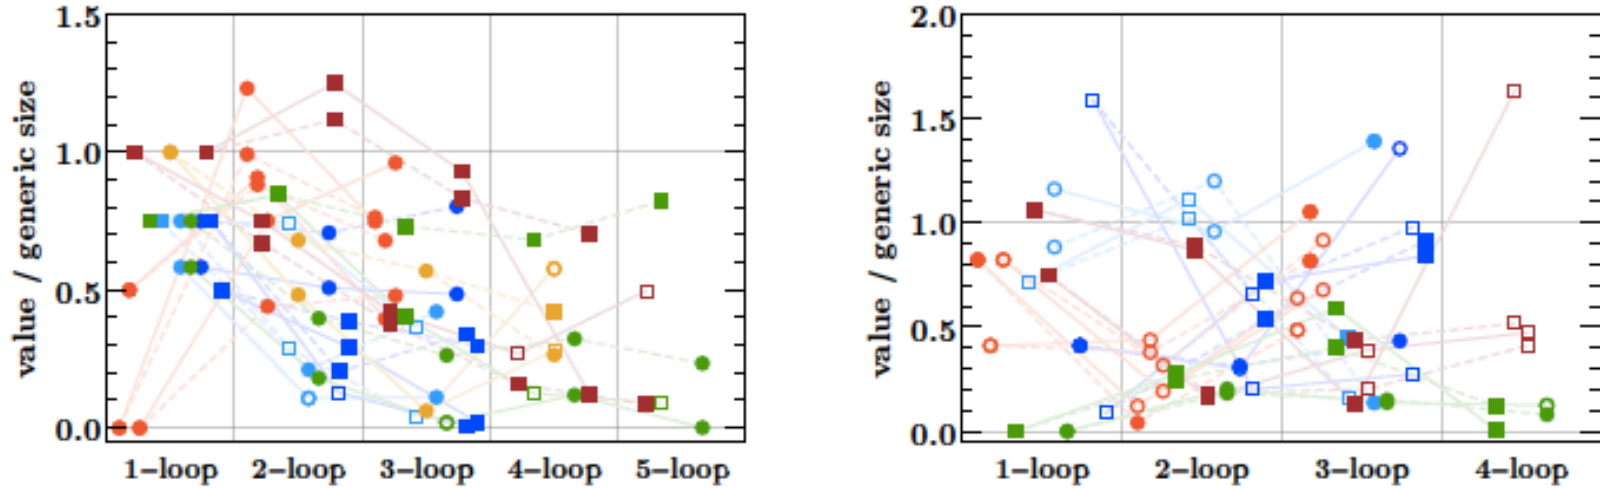 value / generic size
1.5
1.0
0.5
0.0
1-loop 2-loop 3-loop 4-loop 5-loop
value / generic size
2.0
1.5
1.0
0.5
0.0
1-loop 2-loop 3-loop 4-loop